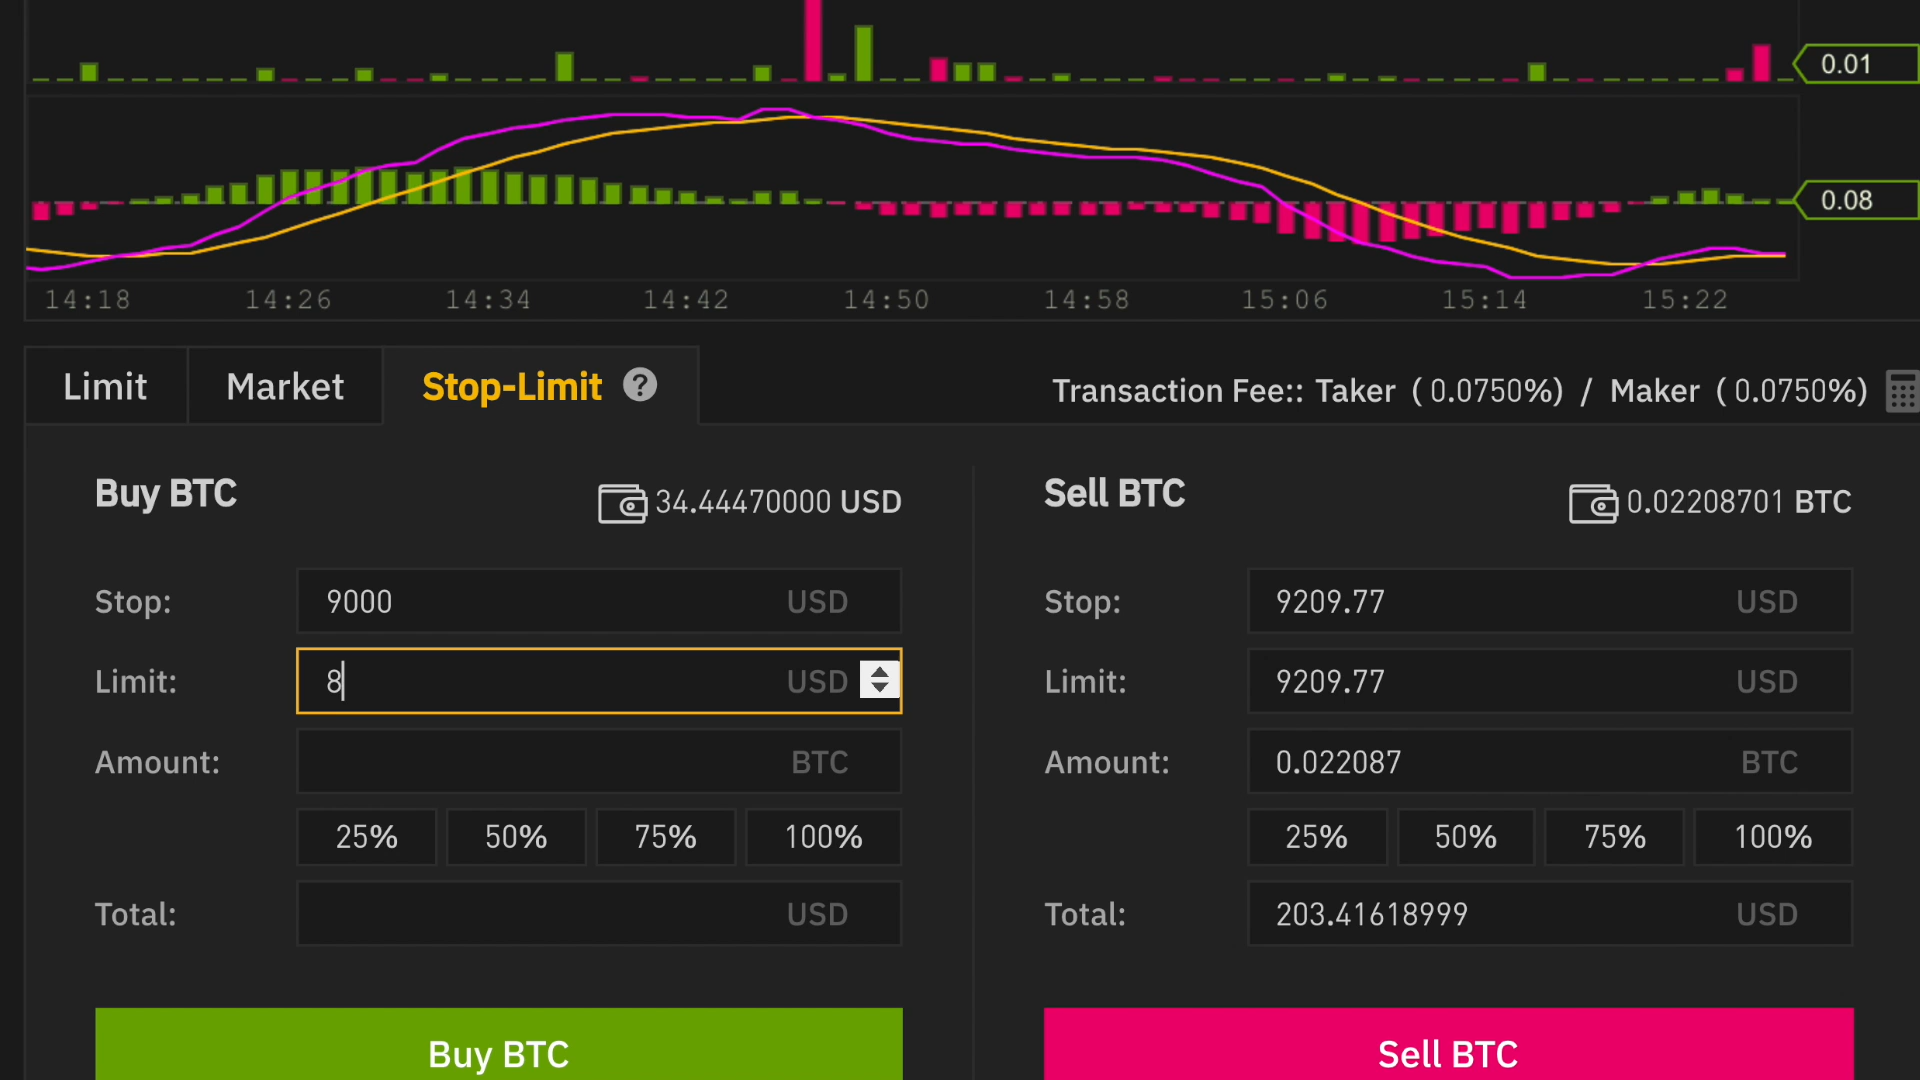 0.01
0.08
14:18 14:26 14:34 14:42 14:50 14:58 15:06 15:14 15:22
Limit Market Stop-Limit ? Transaction Fee:: Taker ( 0.0750%) / Maker ( 0.0750%)
Buy BTC 34.44470000 USD
Stop: 9000 USD
Limit: 8 USD
Amount: BTC
25% 50% 75% 100%
Total: USD
Buy BTC
Sell BTC 0.02208701 BTC
Stop: 9209.77 USD
Limit: 9209.77 USD
Amount: 0.022087 BTC
25% 50% 75% 100%
Total: 203.41618999 USD
Sell BTC